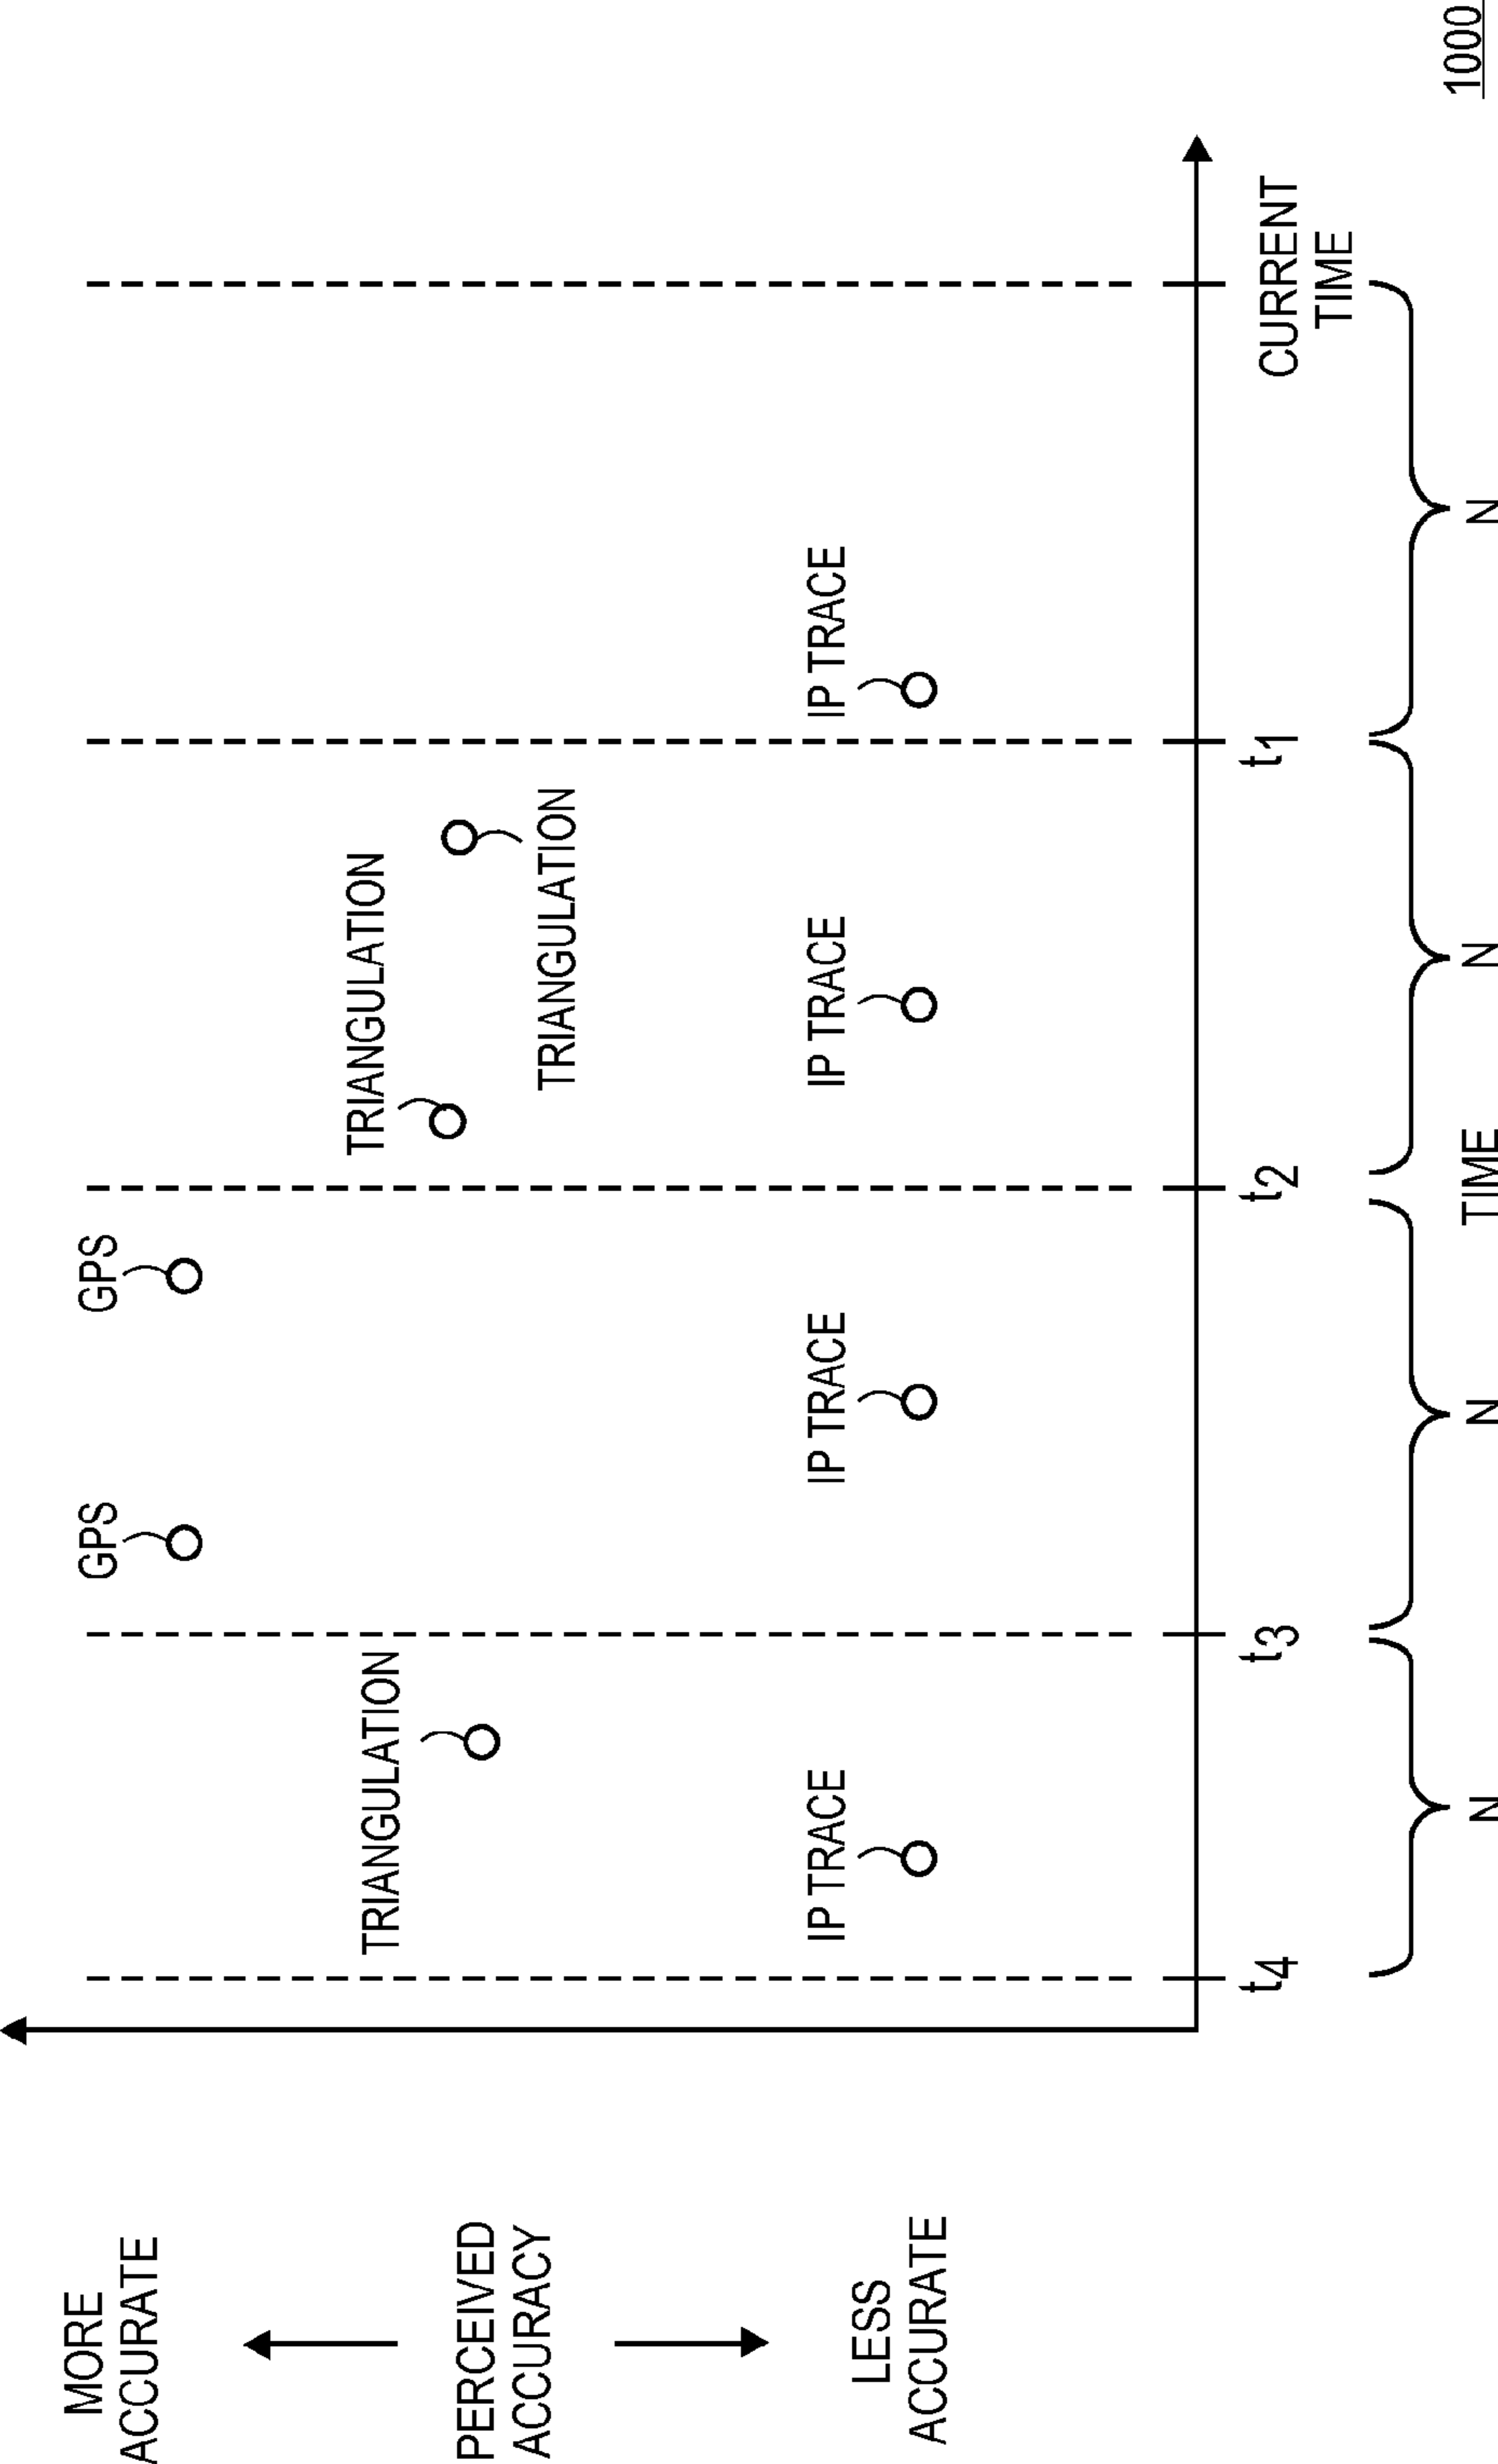 MORE
ACCURATE
PERCEIVED
ACCURACY
LESS
ACCURATE
GPS
GPS
TRIANGULATION
TRIANGULATION
TRIANGULATION
IP TRACE
IP TRACE
IP TRACE
IP TRACE
t4
t3
t2
t1
CURRENT
TIME
N
N
N
N
TIME
1000